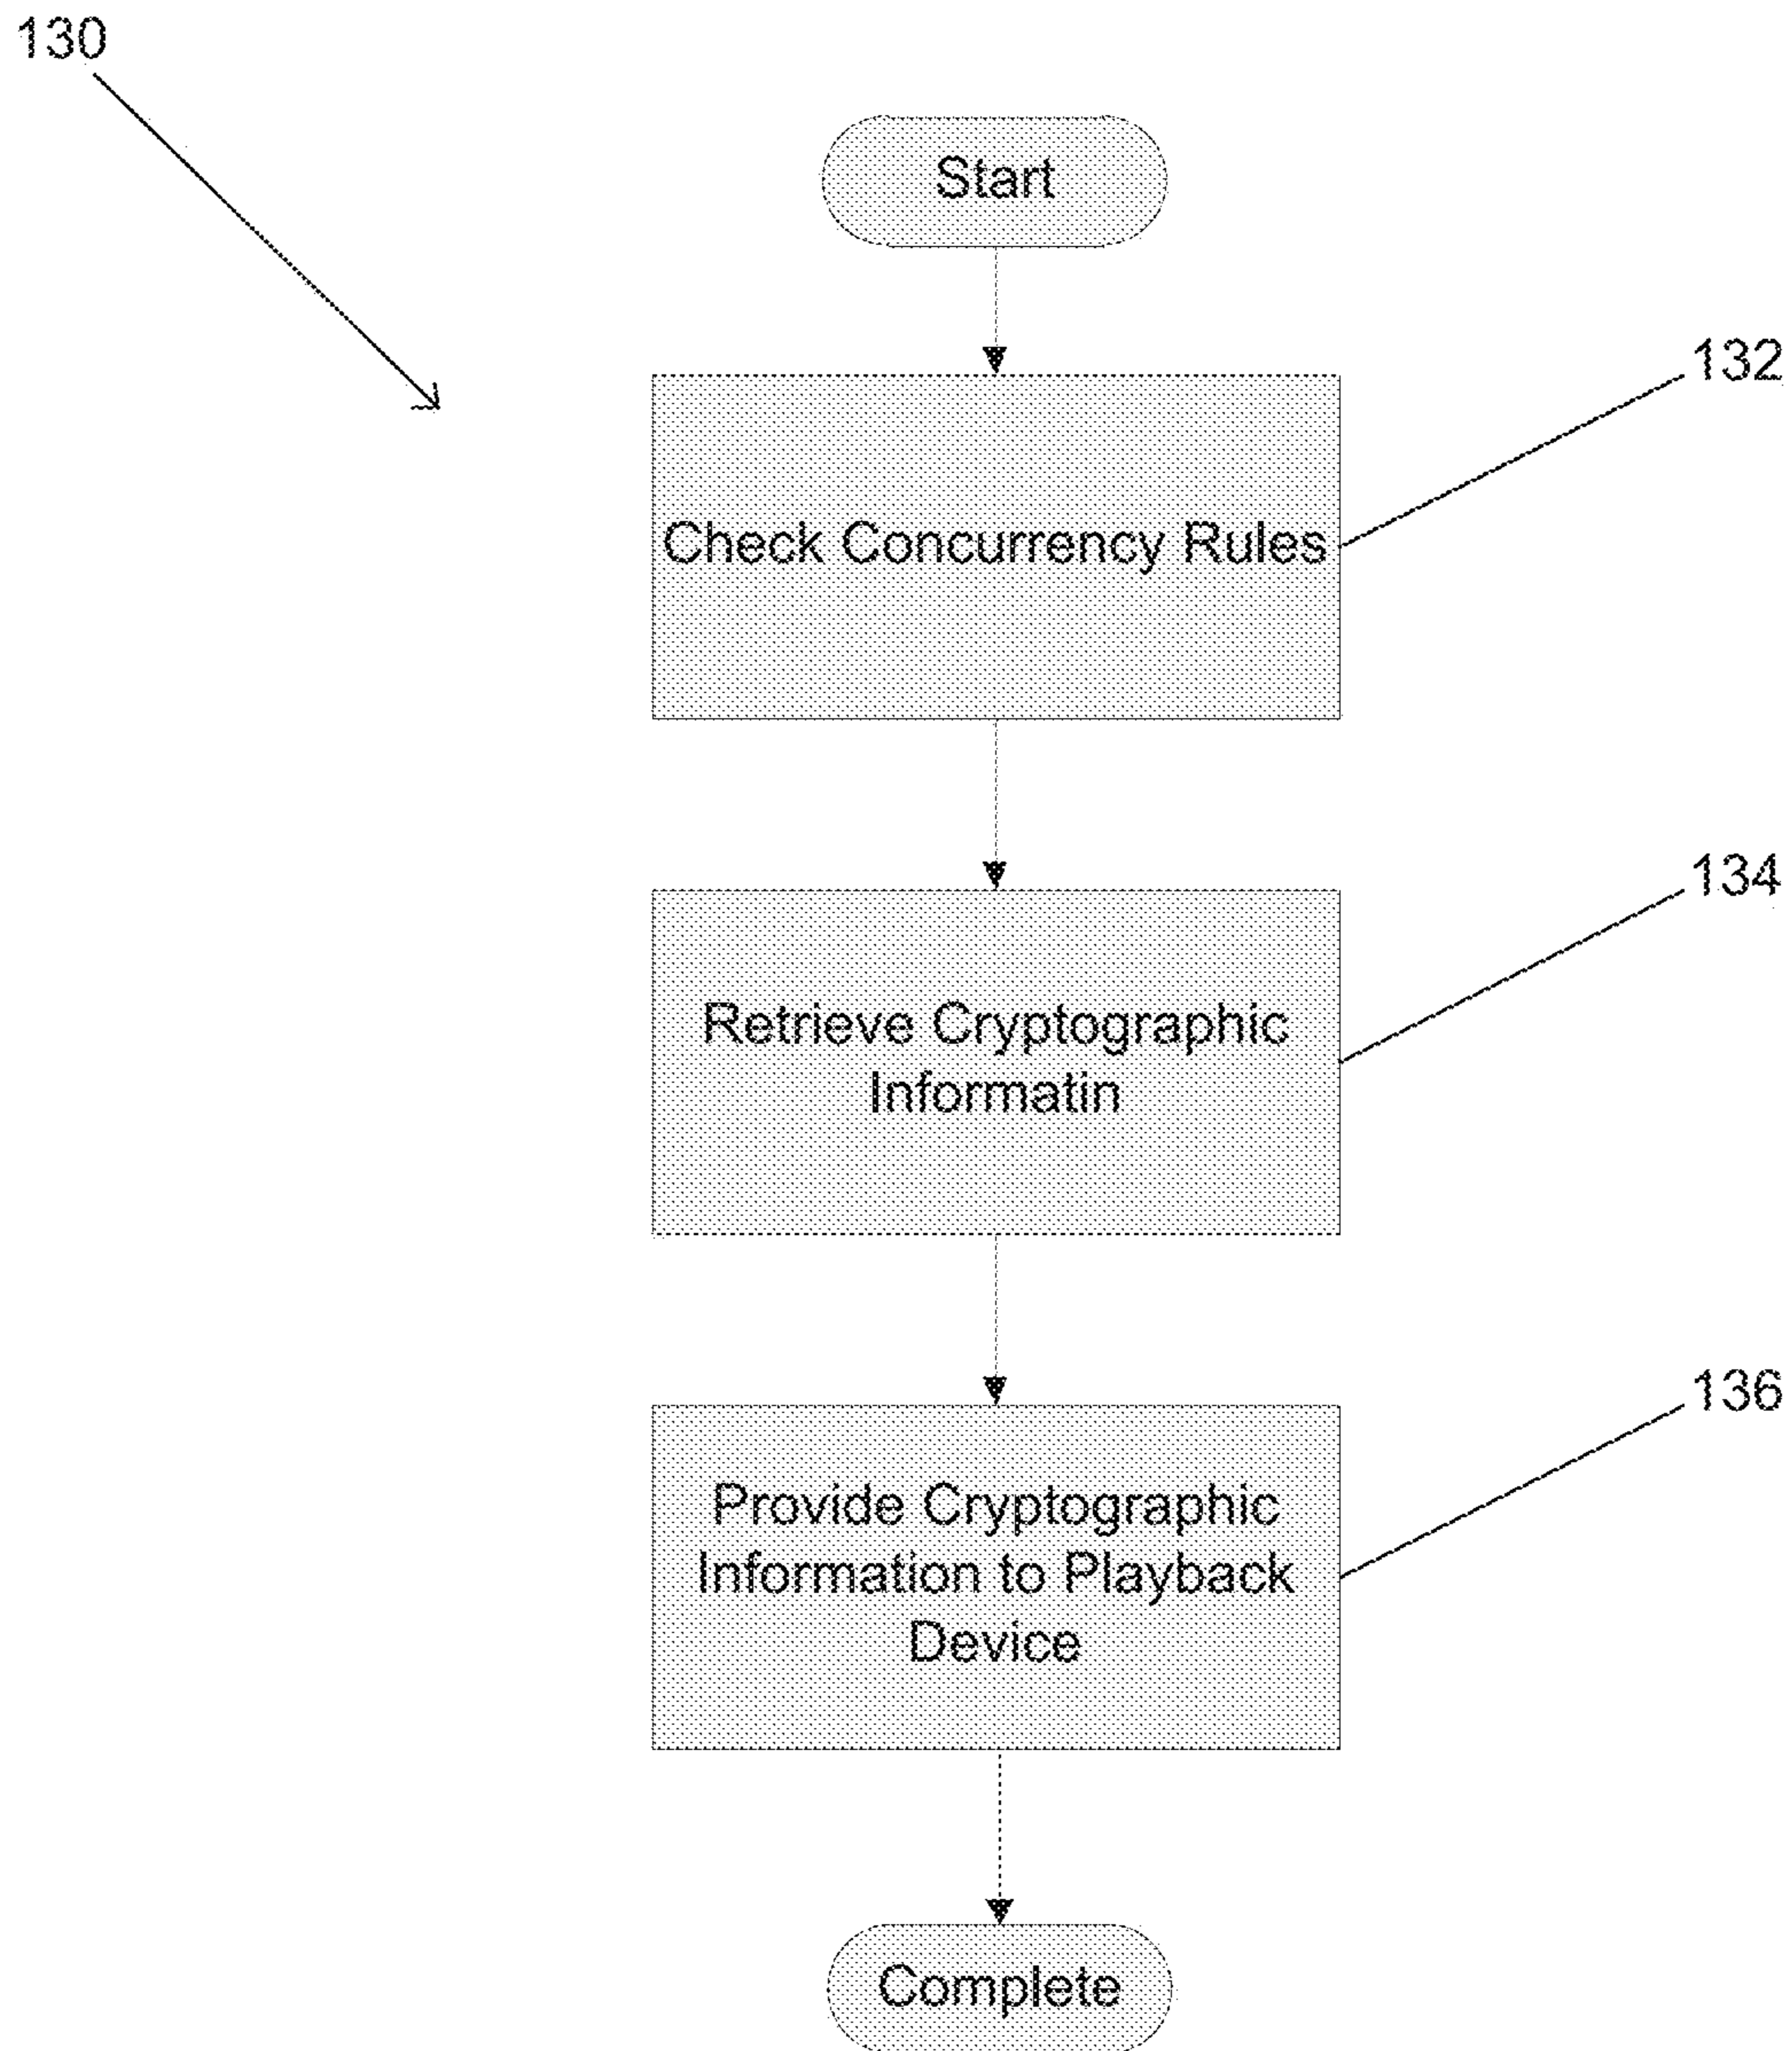 130
Start
132
Check Concurrency Rules
134
Retrieve Cryptographic
Informatin
136
Provide Cryptographic
Information to Playback
Device
Complete